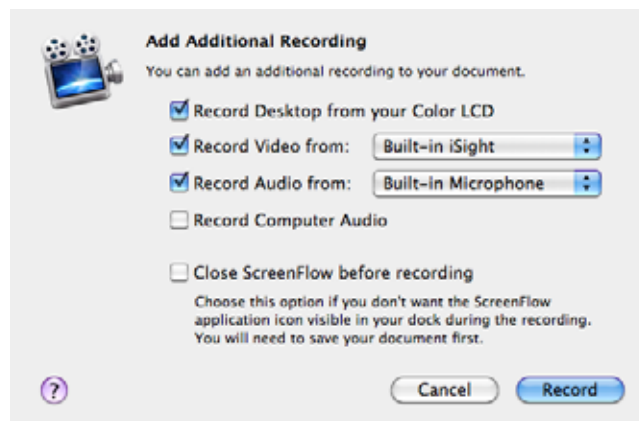 Add Additional Recording
You can add an additional recording to your document.
Record Desktop from your Color LCD
Record Video from: Built-in iSight
Record Audio from: Built-in Microphone
Record Computer Audio
Close ScreenFlow before recording
Choose this option if you don't want the ScreenFlow
application icon visible in your dock during the recording.
You will need to save your document first.
? Cancel Record